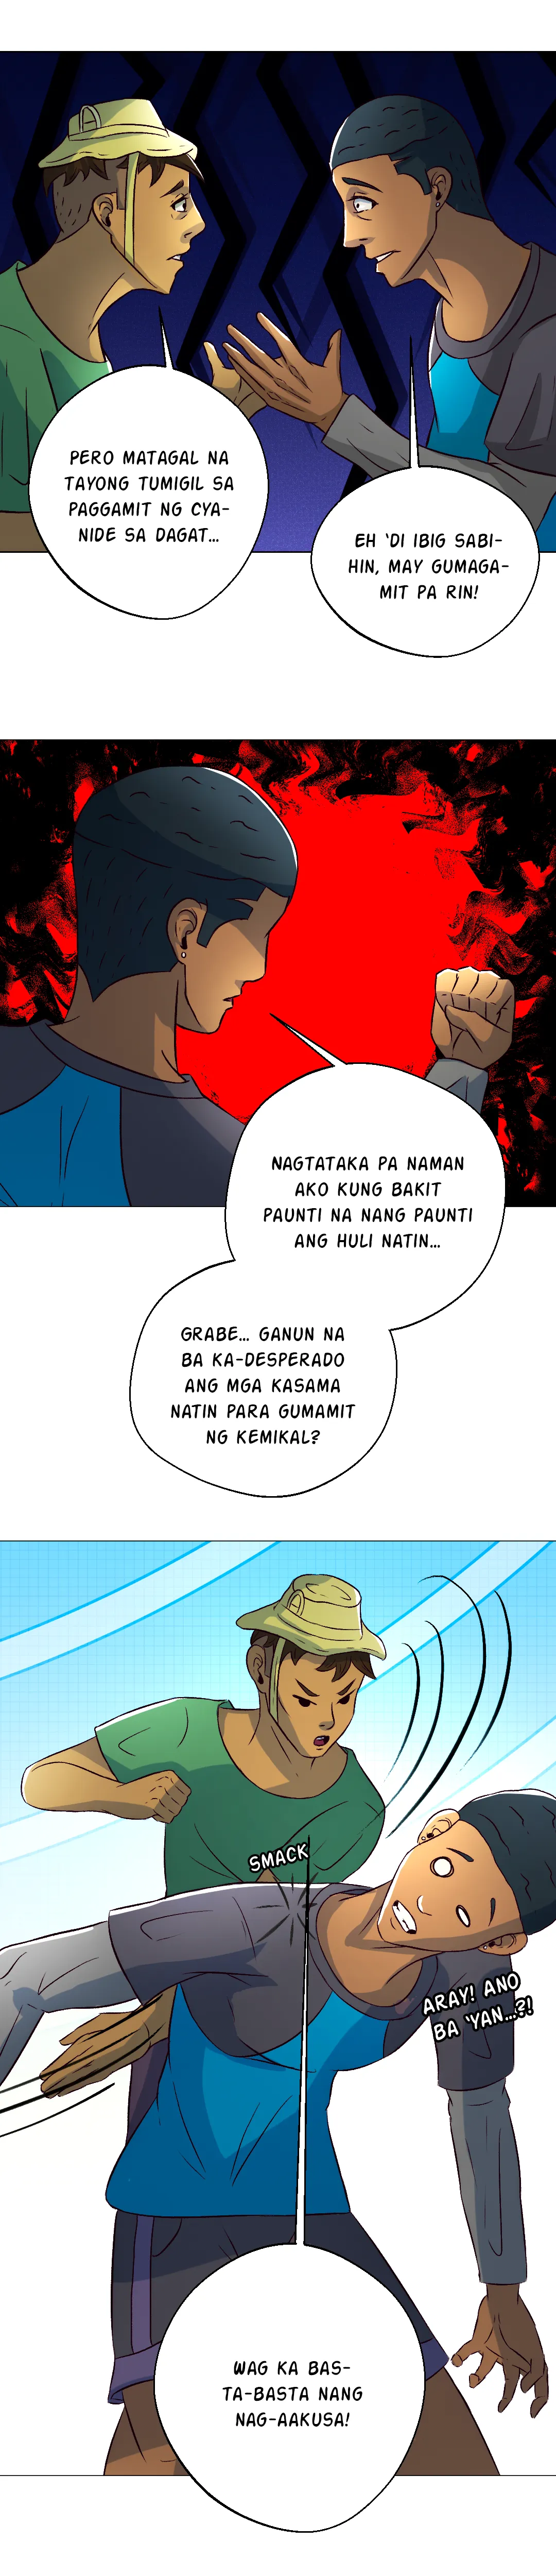 PERO MATAGAL NA
TAYONG TUMIGIL SA
PAGGAMIT NG CYA-
NIDE SA DAGAT...
EH 'DI IBIG SABI-
HIN, MAY GUMAGA-
MIT PA RIN!
NAGTATAKA PA NAMAN
AKO KUNG BAKIT
PAUNTI NA NANG PAUNTI
ANG HULI NATIN...
GRABE... GANUN NA
BA KA-DESPERADO
ANG MGA KASAMA
NATIN PARA GUMAMIT
NG KEMIKAL?
SMACK
ARAY! ANO
BA 'YAN...?!
WAG KA BAS-
TA-BASTA NANG
NAG-AAKUSA!